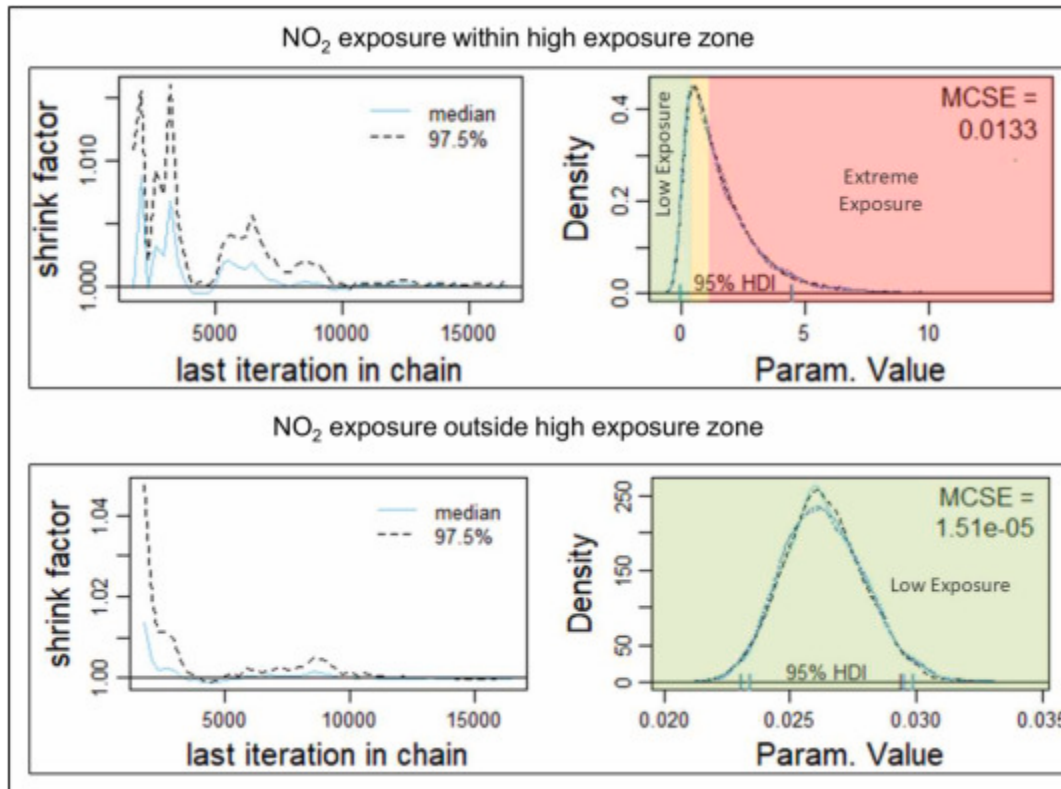 NO₂ exposure within high exposure zone
shrink factor
1.000
1.010
median
97.5%
5000
10000
15000
last iteration in chain
Density
0.0
0.2
0.4
Low Exposure
MCSE =
0.0133
Extreme
Exposure
95% HDI
0
5
10
Param. Value
NO₂ exposure outside high exposure zone
shrink factor
1.00
1.02
1.04
median
97.5%
5000
10000
15000
last iteration in chain
Density
0
50
150
250
MCSE =
1.51e-05
Low Exposure
95% HDI
0.020
0.025
0.030
0.035
Param. Value